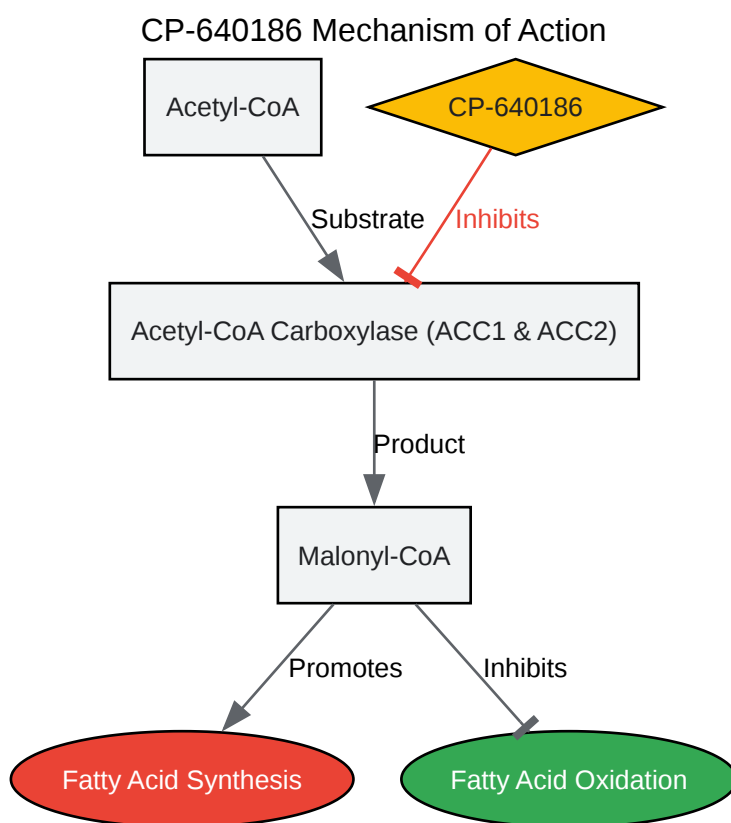 CP-640186 Mechanism of Action
Acetyl-CoA
CP-640186
Substrate
Inhibits
Acetyl-CoA Carboxylase (ACC1 & ACC2)
Product
Malonyl-CoA
Promotes
Inhibits
Fatty Acid Synthesis
Fatty Acid Oxidation